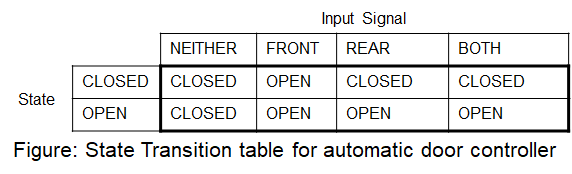 Input Signal
NEITHER FRONT REAR BOTH
CLOSED CLOSED OPEN CLOSED CLOSED
State
OPEN CLOSED OPEN OPEN OPEN
Figure: State Transition table for automatic door controller